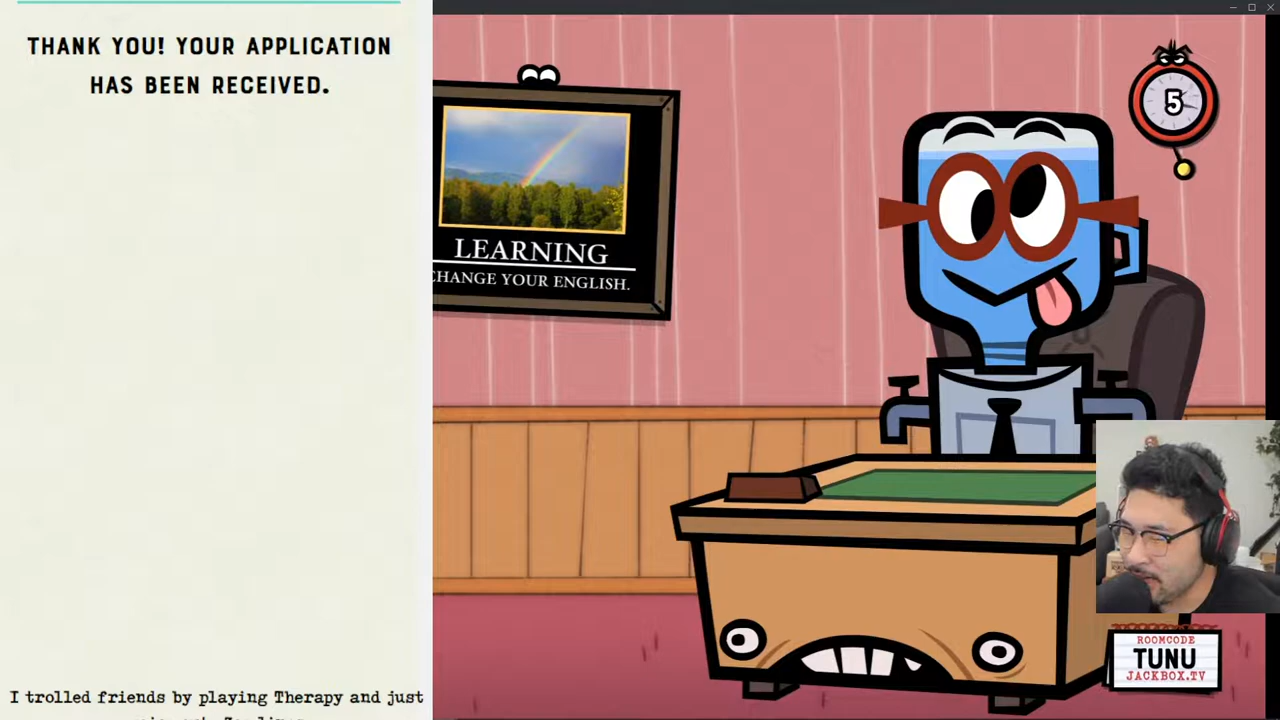 THANK YOU! YOUR APPLICATION
HAS BEEN RECEIVED.
LEARNING
CHANGE YOUR ENGLISH.
5
ROOMCODE
TUNU
JACKBOX.TV
I trolled friends by playing Therapy and just